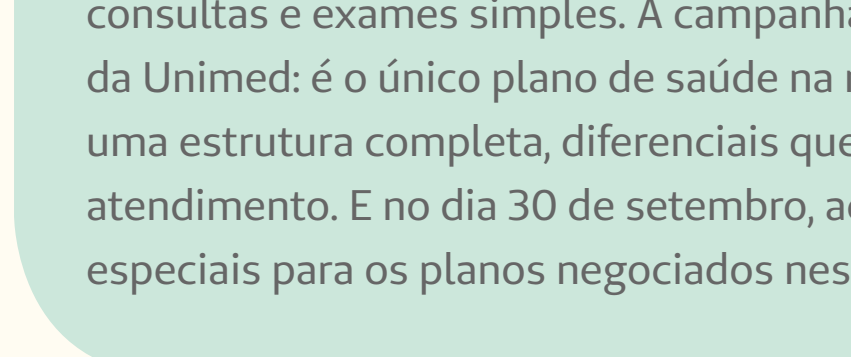 consultas e exames simples. A campanha
da Unimed: é o único plano de saúde na
uma estrutura completa, diferenciais que
atendimento. E no dia 30 de setembro,
especiais para os planos negociados